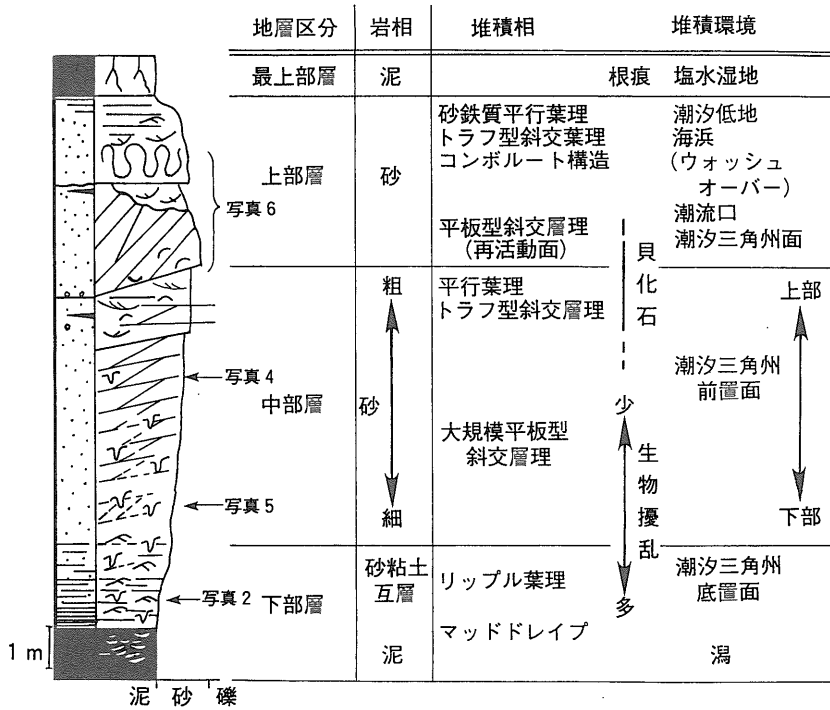 地層区分 岩相 堆積相 堆積環境
最上部層 泥 根痕 塩水湿地
上部層 砂
砂鉄質平行葉理
トラフ型斜交葉理
コンボルート構造
平板型斜交層理
(再活動面)
潮汐低地
海浜
(ウォッシュ
オーバー)
潮流口
潮汐三角州面
写真6
中部層
粗
砂
細
平行葉理
トラフ型斜交層理
大規模平板型
斜交層理
貝化石
少
生物擾乱
多
上部
潮汐三角州
前置面
下部
写真4
写真5
下部層
砂粘土
互層
泥
リップル葉理
マッドドレイプ
潮汐三角州
底置面
潟
写真2
1 m
泥 砂 礫